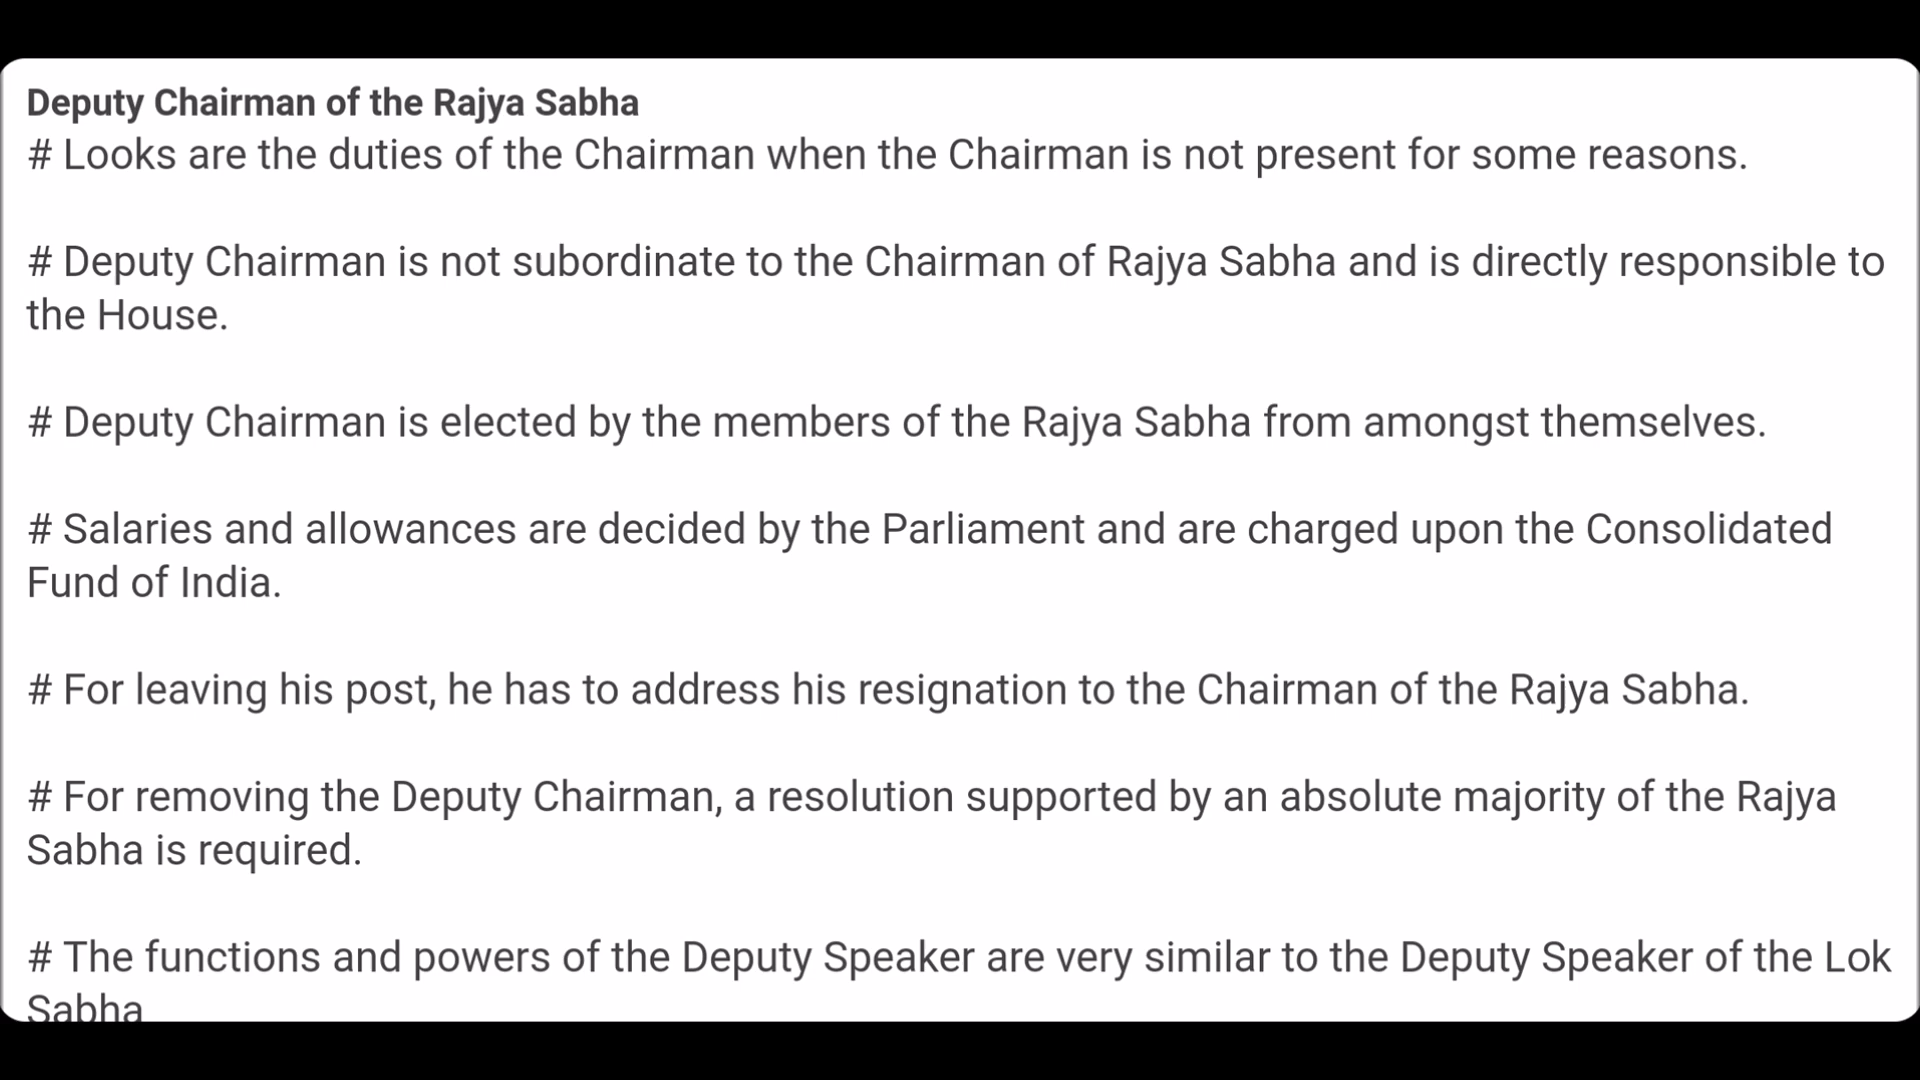 Deputy Chairman of the Rajya Sabha
# Looks are the duties of the Chairman when the Chairman is not present for some reasons.
# Deputy Chairman is not subordinate to the Chairman of Rajya Sabha and is directly responsible to
the House.
# Deputy Chairman is elected by the members of the Rajya Sabha from amongst themselves.
# Salaries and allowances are decided by the Parliament and are charged upon the Consolidated
Fund of India.
# For leaving his post, he has to address his resignation to the Chairman of the Rajya Sabha.
# For removing the Deputy Chairman, a resolution supported by an absolute majority of the Rajya
Sabha is required.
# The functions and powers of the Deputy Speaker are very similar to the Deputy Speaker of the Lok
Sabha